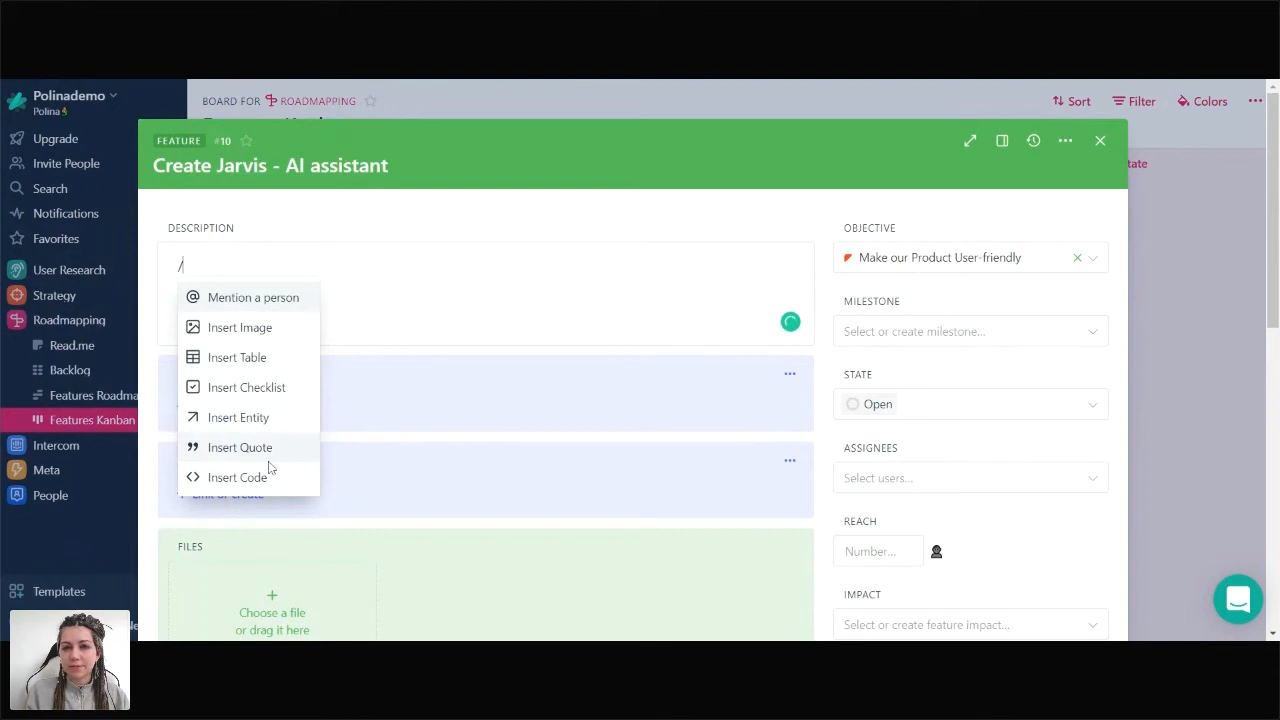 Polinademo
Polina
Upgrade
Invite People
Search
Notifications
Favorites
User Research
Strategy
Roadmapping
Read.me
Backlog
Features Roadma
Features Kanban
Intercom
Meta
People
Templates
BOARD FOR ROADMAPPING
Sort
Filter
Colors
FEATURE #10
Create Jarvis - AI assistant
DESCRIPTION
/
Mention a person
Insert Image
Insert Table
Insert Checklist
Insert Entity
Insert Quote
Insert Code
FILES
Choose a file
or drag it here
OBJECTIVE
Make our Product User-friendly
MILESTONE
Select or create milestone...
STATE
Open
ASSIGNEES
Select users...
REACH
Number...
IMPACT
Select or create feature impact...